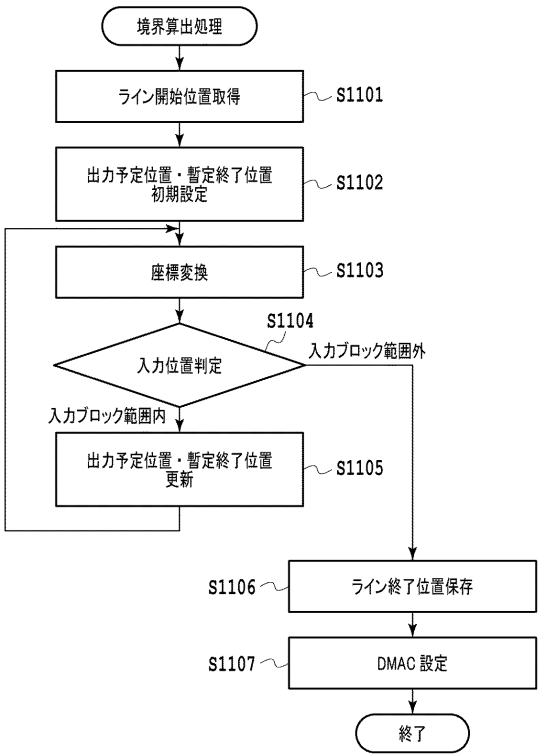 境界算出処理
ライン開始位置取得
S1101
出力予定位置・暫定終了位置
初期設定
S1102
座標変換
S1103
S1104
入力位置判定
入力ブロック範囲外
入力ブロック範囲内
出力予定位置・暫定終了位置
更新
S1105
S1106
ライン終了位置保存
S1107
DMAC 設定
終了